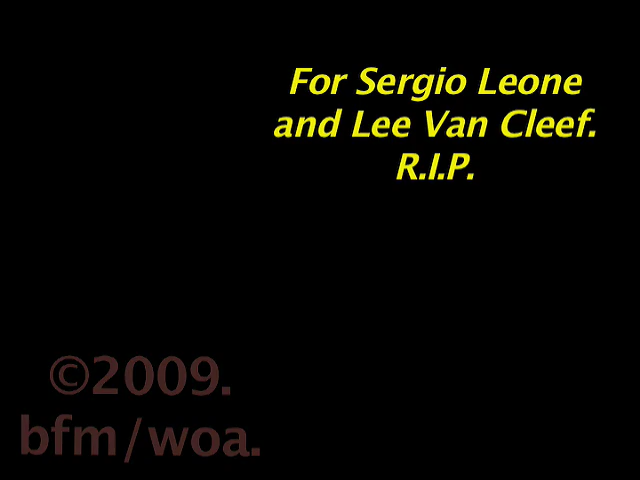 For Sergio Leone
and Lee Van Cleef.
R.I.P.
©2009.
bfm/woa.